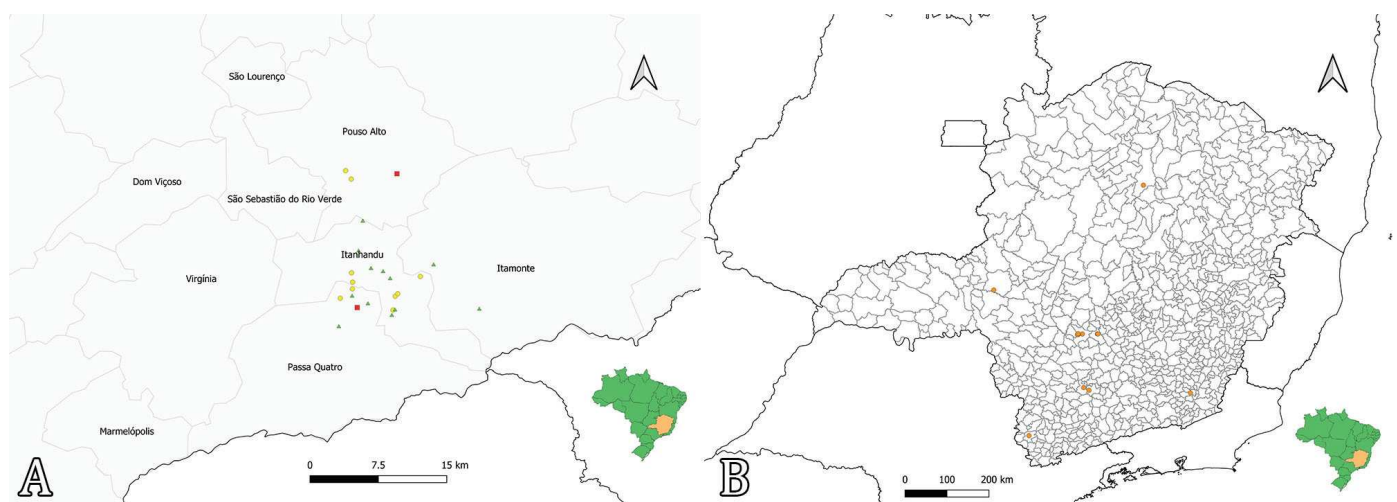 São Lourenço
Pouso Alto
Dom Viçoso
São Sebastião do Rio Verde
Itanhandu
Itamonte
Virgínia
Passa Quatro
Marmelópolis
0 7.5 15 km
A
0 100 200 km
B